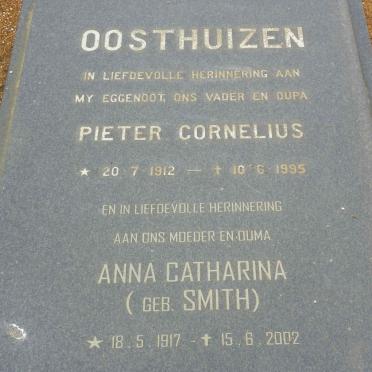 OOSTHUIZEN
IN LIEFDEVOLLE HERINNERING AAN
MY EGGENOOT, ONS VADER EN OUPA
PIETER CORNELIUS
★ 20·7·1912 — ✝ 10·6·1995
EN IN LIEFDEVOLLE HERINNERING
AAN ONS MOEDER EN OUMA
ANNA CATHARINA
( GEB. SMITH)
★ 18.5.1917 - ✝ 15.6.2002